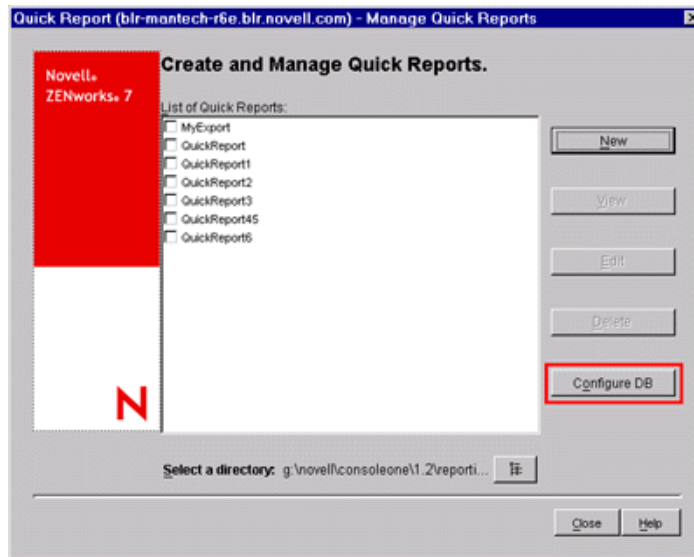 Quick Report (blr-mantech-r6e.blr.novell.com) - Manage Quick Reports
Novell®
ZENworks® 7
Create and Manage Quick Reports.
List of Quick Reports:
MyExport
QuickReport
QuickReport1
QuickReport2
QuickReport3
QuickReport45
QuickReport6
New
View
Edit
Delete
Configure DB
N
Select a directory: g:\novell\consoleone\1.2\reporti...
Close
Help